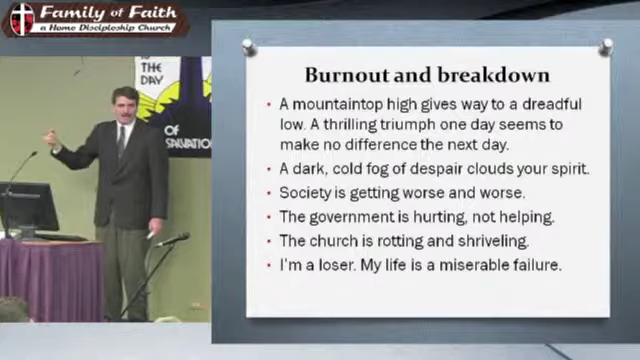 Family of Faith
a Home Discipleship Church
THE
DAY
OF
SALVATION
Burnout and breakdown
• A mountaintop high gives way to a dreadful
low. A thrilling triumph one day seems to
make no difference the next day.
• A dark, cold fog of despair clouds your spirit.
• Society is getting worse and worse.
• The government is hurting, not helping.
• The church is rotting and shriveling.
• I'm a loser. My life is a miserable failure.